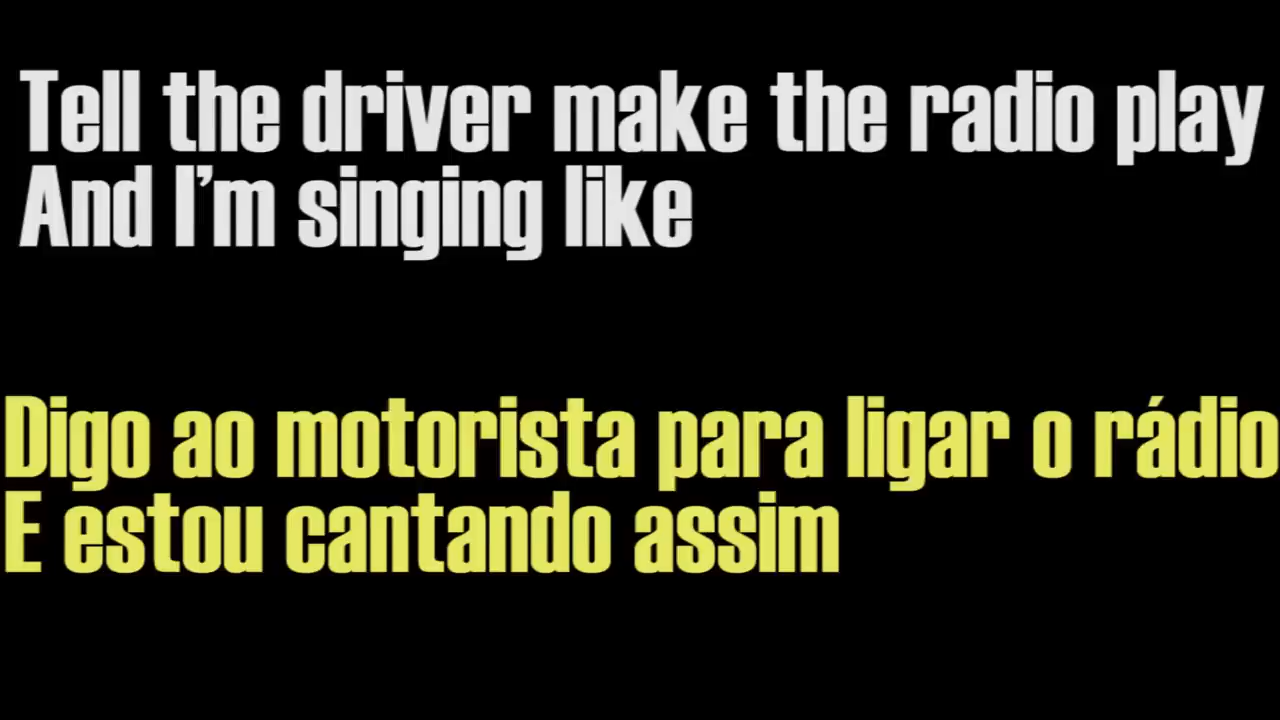 Tell the driver make the radio play
And I’m singing like
Digo ao motorista para ligar o rádio
E estou cantando assim